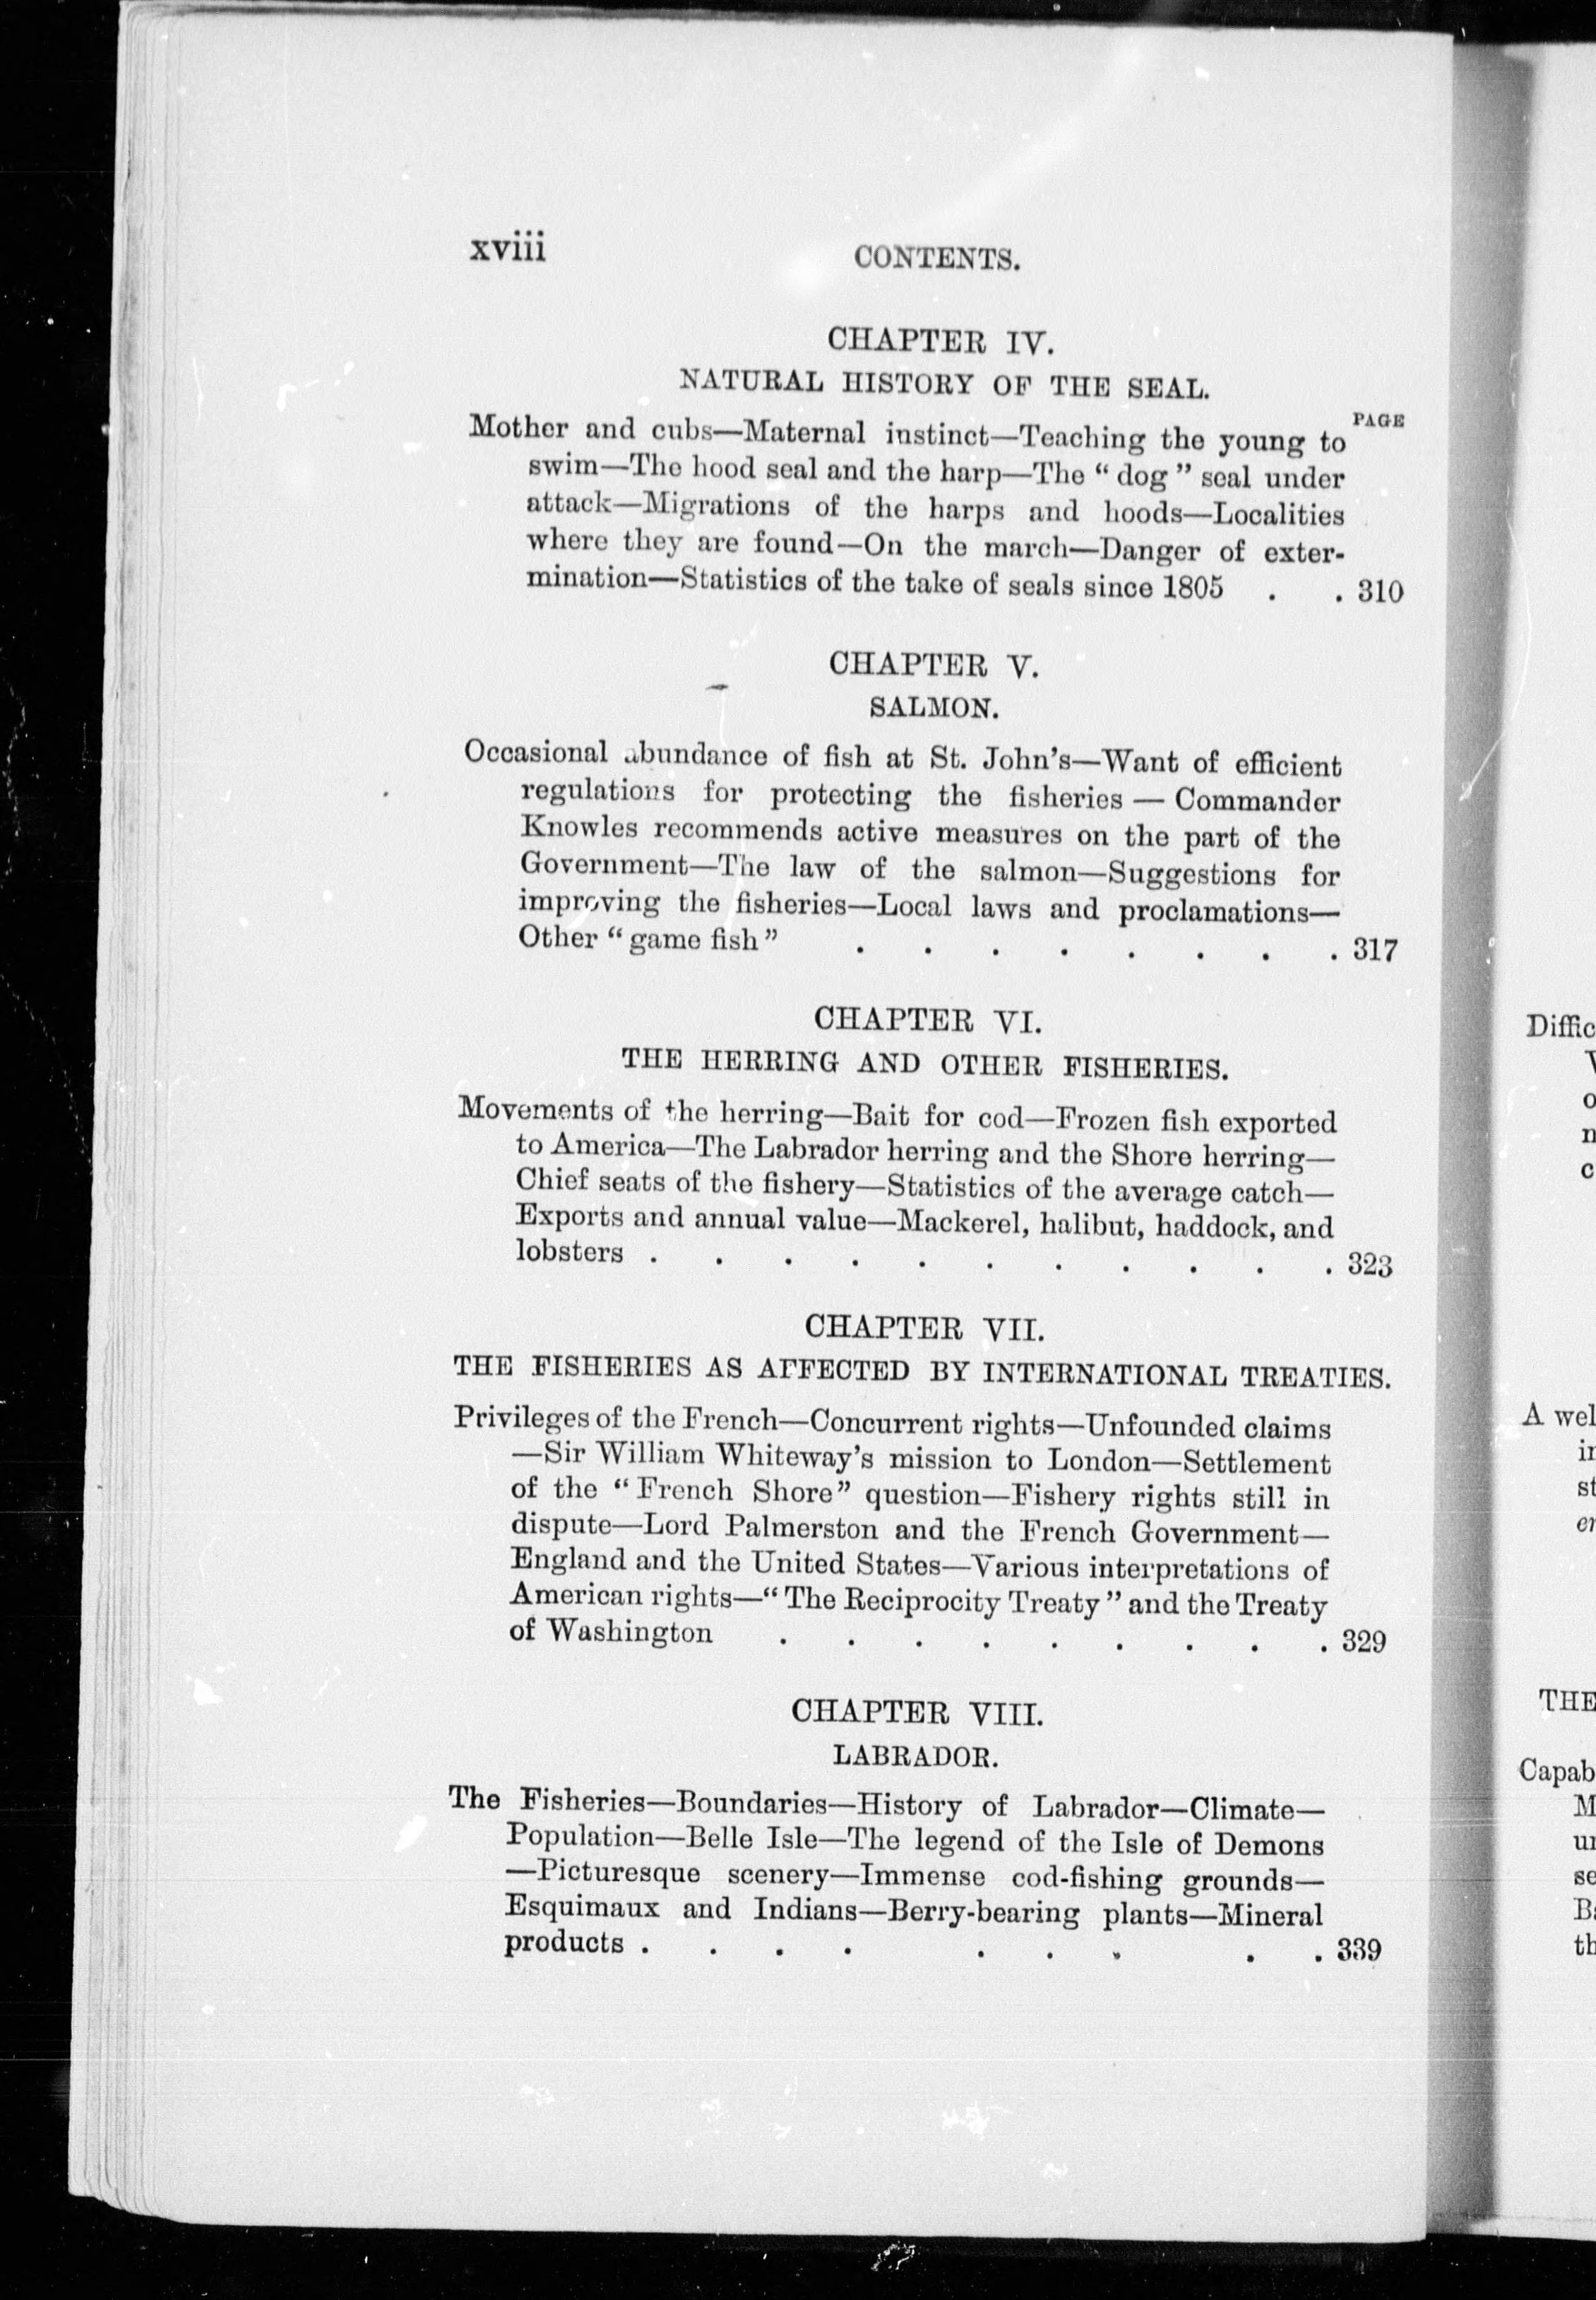 xviii CONTENTS.
CHAPTER IV.
NATURAL HISTORY OF THE SEAL.
PAGE
Mother and cubs—Maternal instinct—Teaching the young to
swim—The hood seal and the harp—The “ dog ” seal under
attack—Migrations of the harps and hoods—Localities
where they are found—On the march—Danger of exter-
mination—Statistics of the take of seals since 1805 . . 310
CHAPTER V.
SALMON.
Occasional abundance of fish at St. John’s—Want of efficient
regulations for protecting the fisheries — Commander
Knowles recommends active measures on the part of the
Government—The law of the salmon—Suggestions for
improving the fisheries—Local laws and proclamations—
Other “ game fish ” . . . . . . . . 317
CHAPTER VI.
THE HERRING AND OTHER FISHERIES.
Movements of the herring—Bait for cod—Frozen fish exported
to America—The Labrador herring and the Shore herring—
Chief seats of the fishery—Statistics of the average catch—
Exports and annual value—Mackerel, halibut, haddock, and
lobsters . . . . . . . . . . . 323
CHAPTER VII.
THE FISHERIES AS AFFECTED BY INTERNATIONAL TREATIES.
Privileges of the French—Concurrent rights—Unfounded claims
—Sir William Whiteway’s mission to London—Settlement
of the “ French Shore” question—Fishery rights still in
dispute—Lord Palmerston and the French Government—
England and the United States—Various interpretations of
American rights—“ The Reciprocity Treaty ” and the Treaty
of Washington . . . . . . . . . 329
CHAPTER VIII.
LABRADOR.
The Fisheries—Boundaries—History of Labrador—Climate—
Population—Belle Isle—The legend of the Isle of Demons
—Picturesque scenery—Immense cod-fishing grounds—
Esquimaux and Indians—Berry-bearing plants—Mineral
products . . . . . . . . . 339
Diffic
o
n
c
A wel
in
st
er
THE
Capab
M
un
se
th